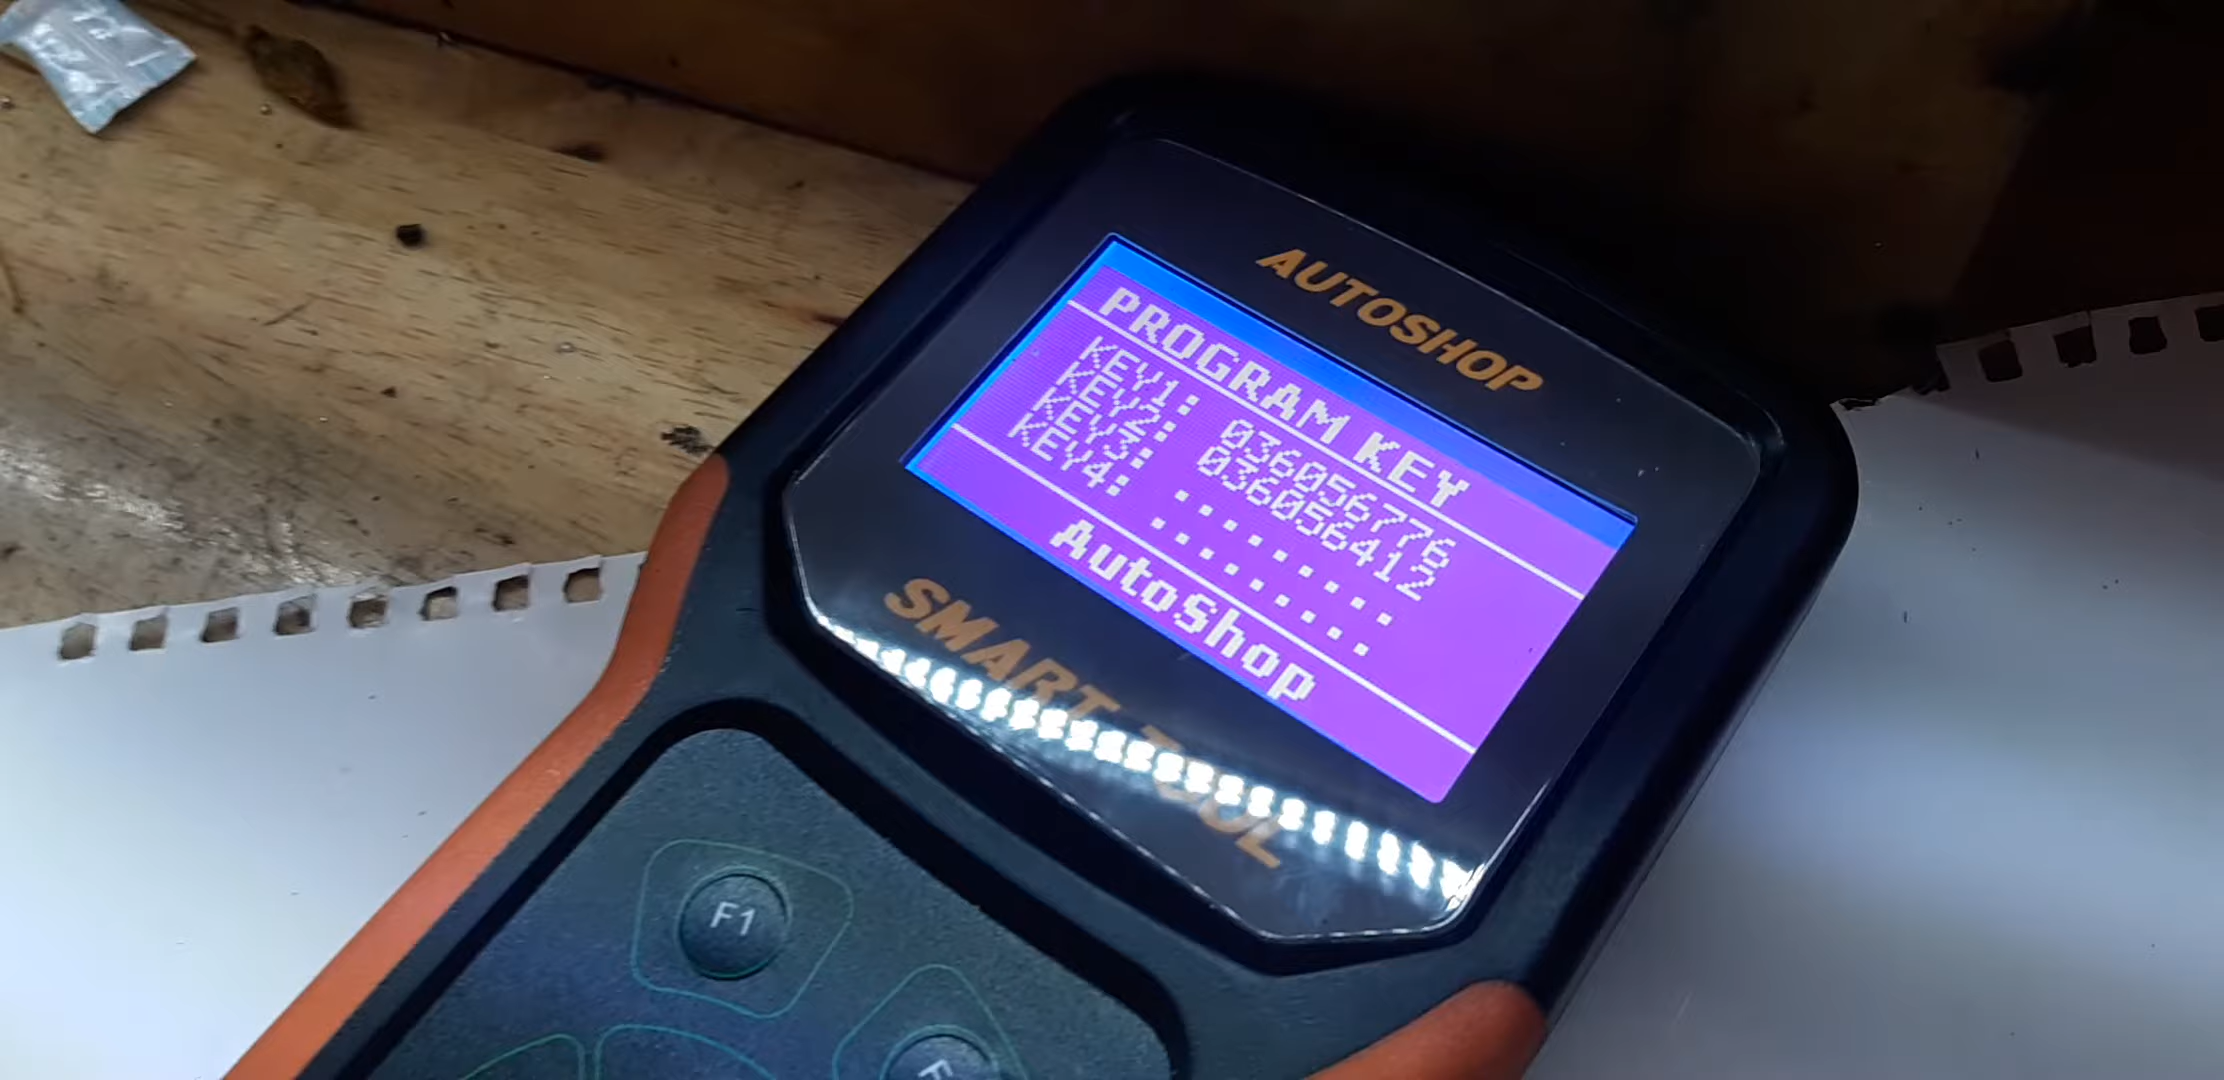 AUTOSHOP
PROGRAM KEY
KEY1: 036056776
KEY2: 036056412
KEY3: .........
KEY4: .........
AutoShop
SMART TOOL
F1